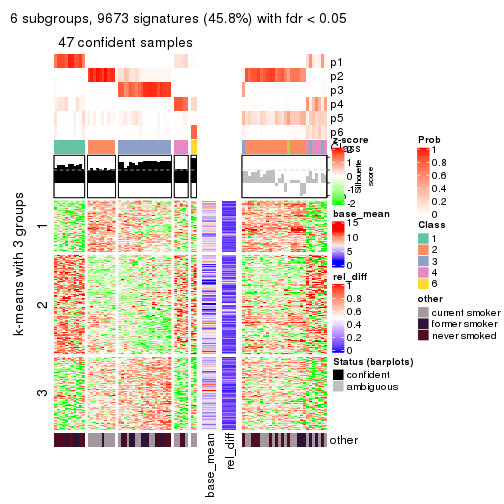 6 subgroups, 9673 signatures (45.8%) with fdr < 0.05
47 confident samples
p1
p2
p3
p4
p5
p6
Class
Silhouette score
k-means with 3 groups
1
2
3
base_mean
rel_diff
other
z-score
2
1
0
-1
-2
base_mean
15
10
5
0
rel_diff
1
0.8
0.6
0.4
0.2
0
Status (barplots)
confident
ambiguous
Prob
1
0.8
0.6
0.4
0.2
0
Class
1
2
3
4
6
other
current smoker
former smoker
never smoked